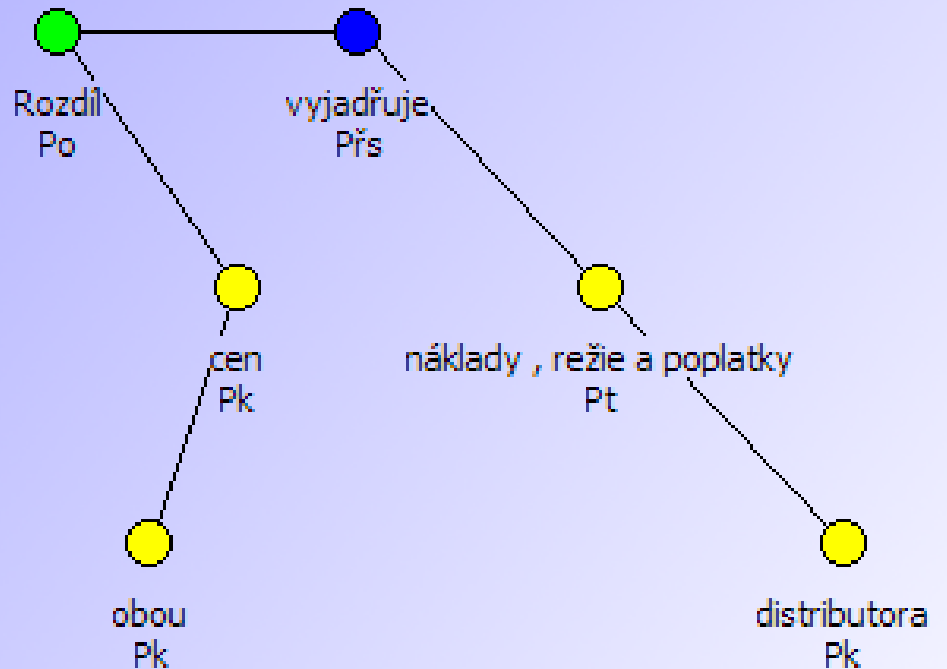 Rozdíl
Po
vyjadřuje
Přs
cen
Pk
náklady , režie a poplatky
Pt
obou
Pk
distributora
Pk